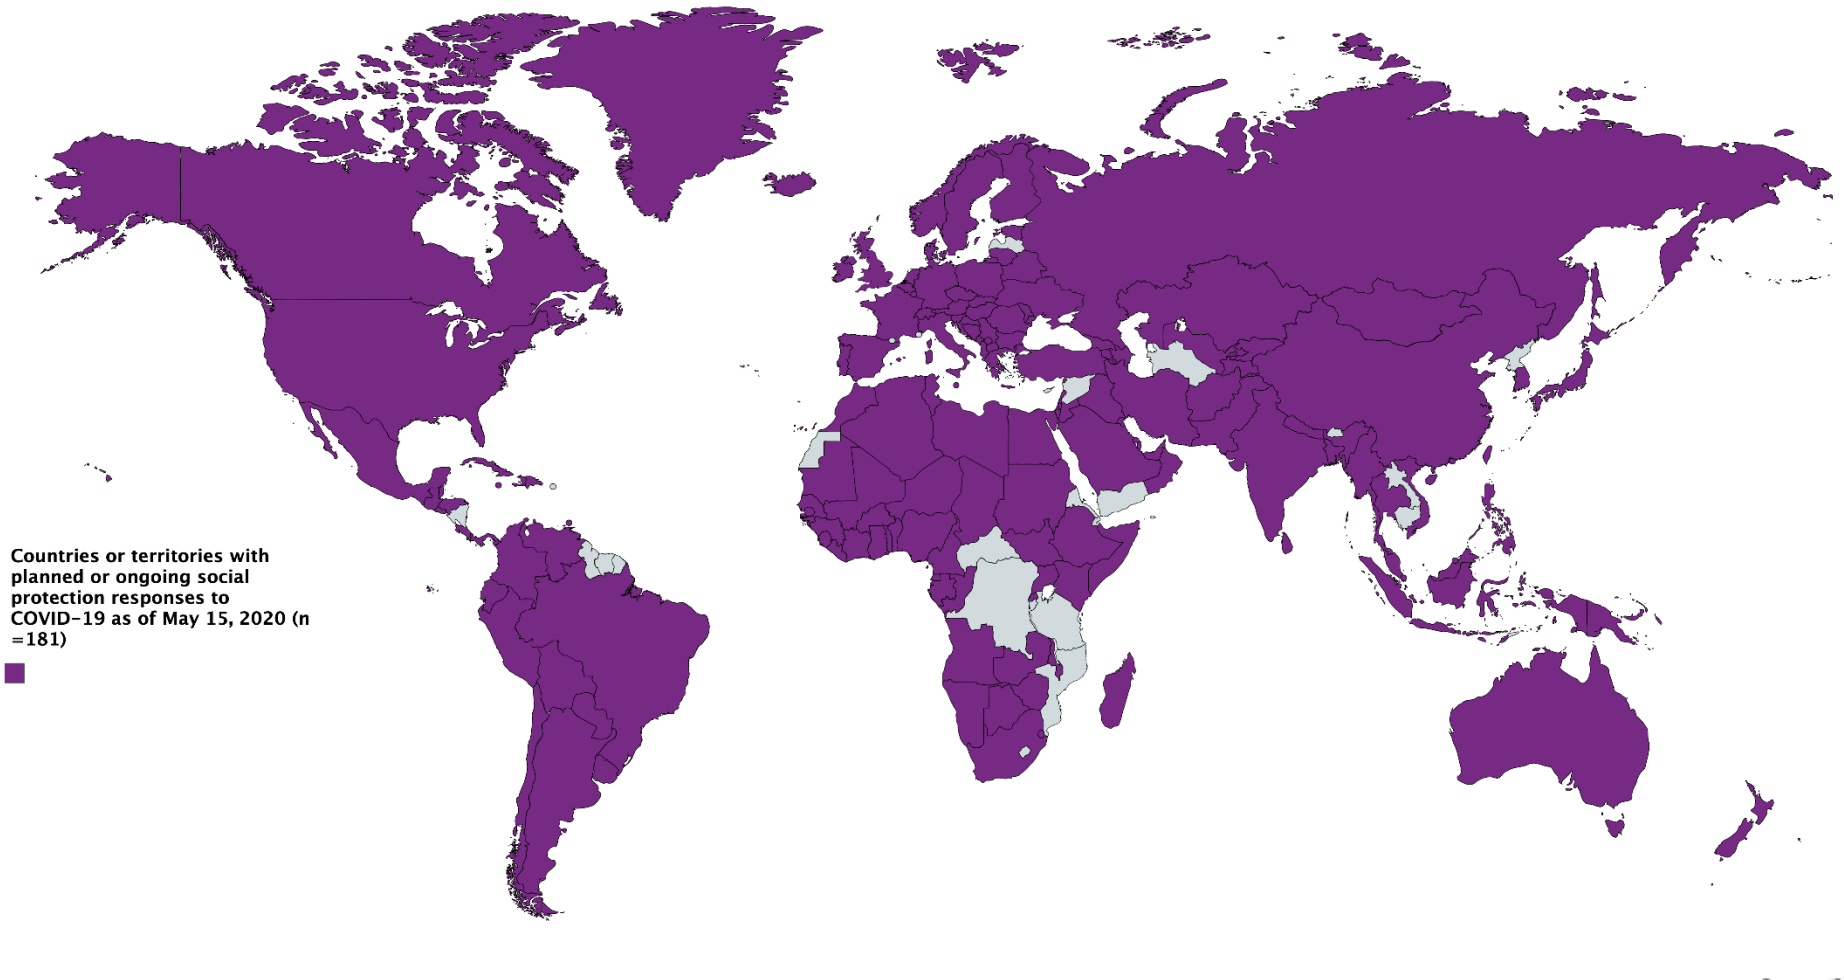 Countries or territories with
planned or ongoing social
protection responses to
COVID-19 as of May 15, 2020 (n
=181)